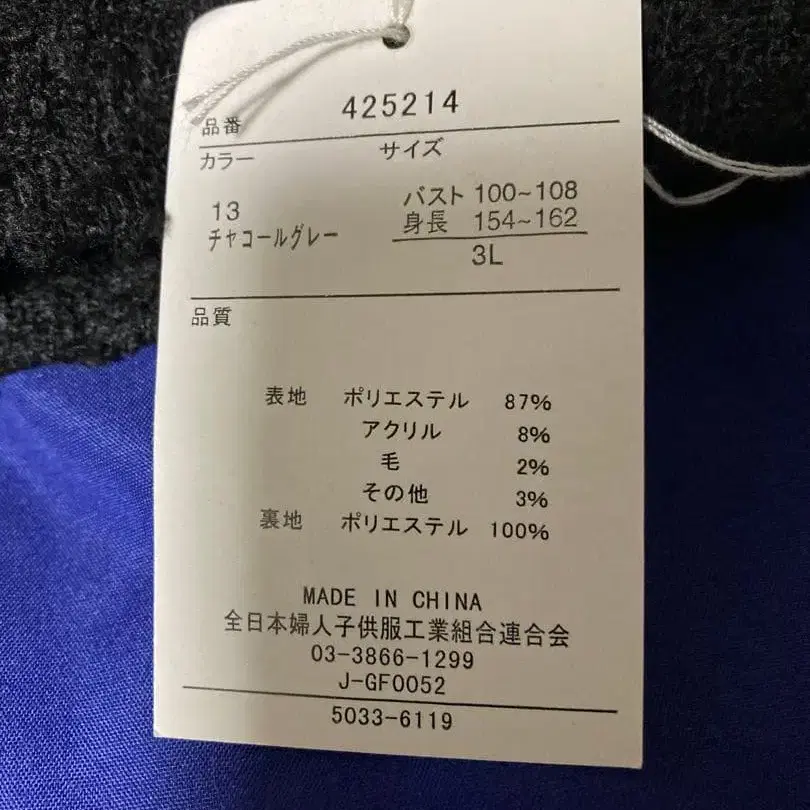 品番 425214
カラー サイズ
13 バスト 100~108
チャコールグレー 身長 154~162
3L
品質
表地 ポリエステル 87%
アクリル 8%
毛 2%
その他 3%
裏地 ポリエステル 100%
MADE IN CHINA
全日本婦人子供服工業組合連合会
03-3866-1299
J-GF0052
5033-6119